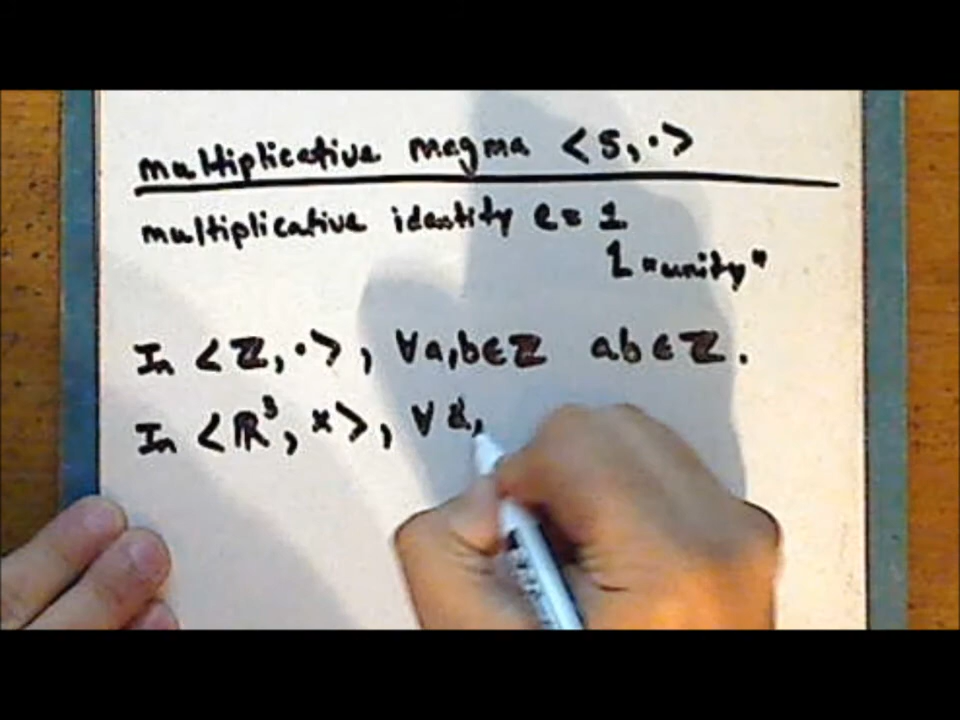 multiplicative magma <S, ·>
multiplicative identity e = 1
1 "unity"
In <ℤ, ·>, ∀a,b∈ℤ ab∈ℤ.
In <ℝ³, ×>, ∀